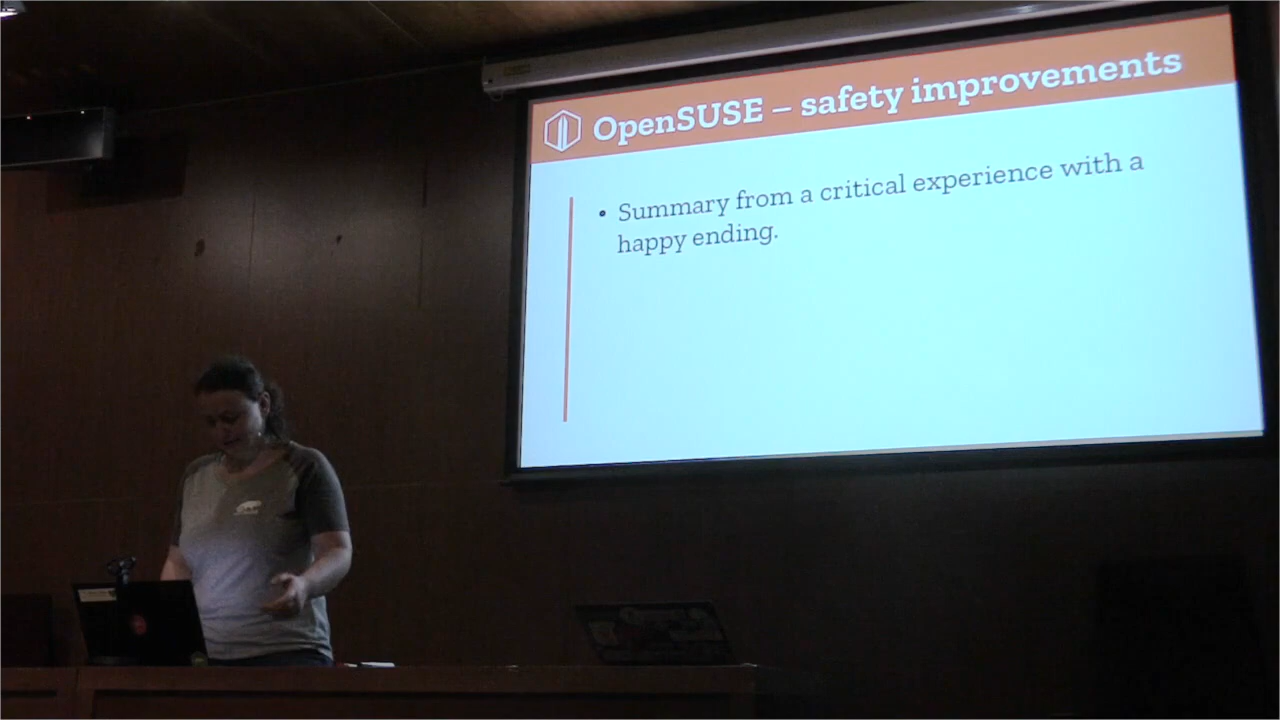 OpenSUSE – safety improvements
• Summary from a critical experience with a
happy ending.